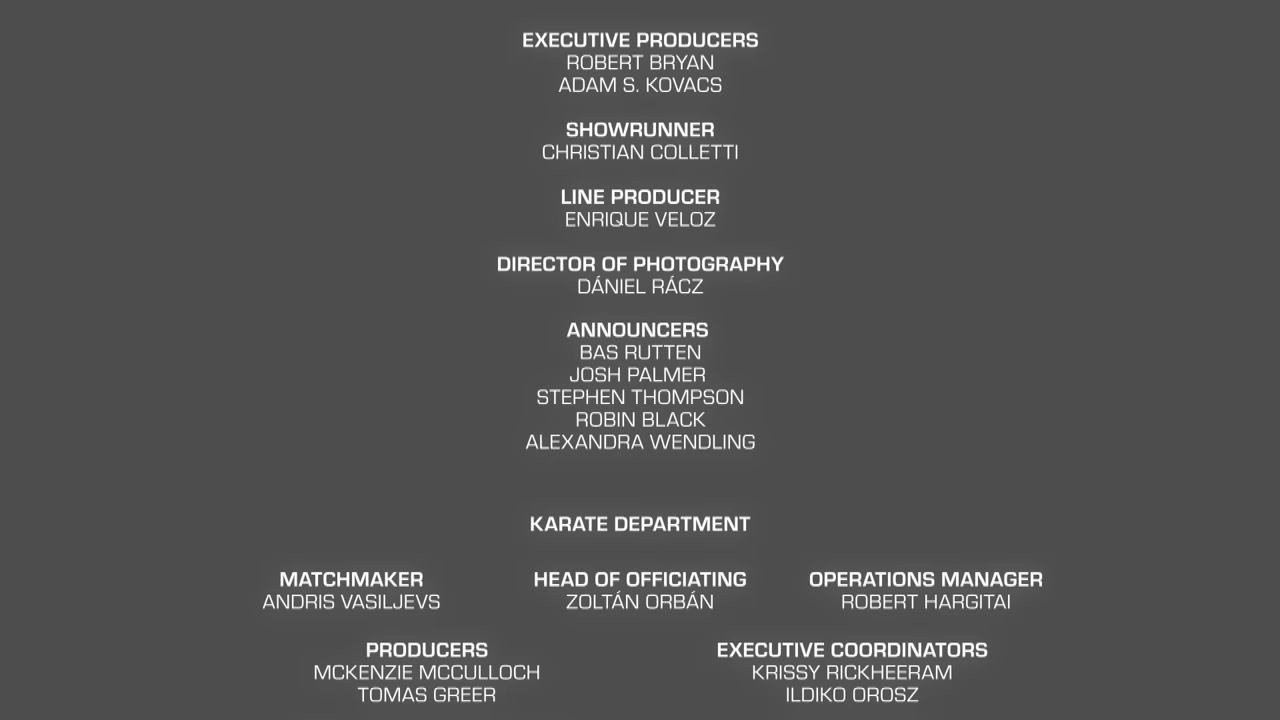 EXECUTIVE PRODUCERS
ROBERT BRYAN
ADAM S. KOVACS
SHOWRUNNER
CHRISTIAN COLLETTI
LINE PRODUCER
ENRIQUE VELOZ
DIRECTOR OF PHOTOGRAPHY
DÁNIEL RÁCZ
ANNOUNCERS
BAS RUTTEN
JOSH PALMER
STEPHEN THOMPSON
ROBIN BLACK
ALEXANDRA WENDLING
KARATE DEPARTMENT
MATCHMAKER
ANDRIS VASILJEVS
HEAD OF OFFICIATING
ZOLTÁN ORBÁN
OPERATIONS MANAGER
ROBERT HARGITAI
PRODUCERS
MCKENZIE MCCULLOCH
TOMAS GREER
EXECUTIVE COORDINATORS
KRISSY RICKHEERAM
ILDIKO OROSZ